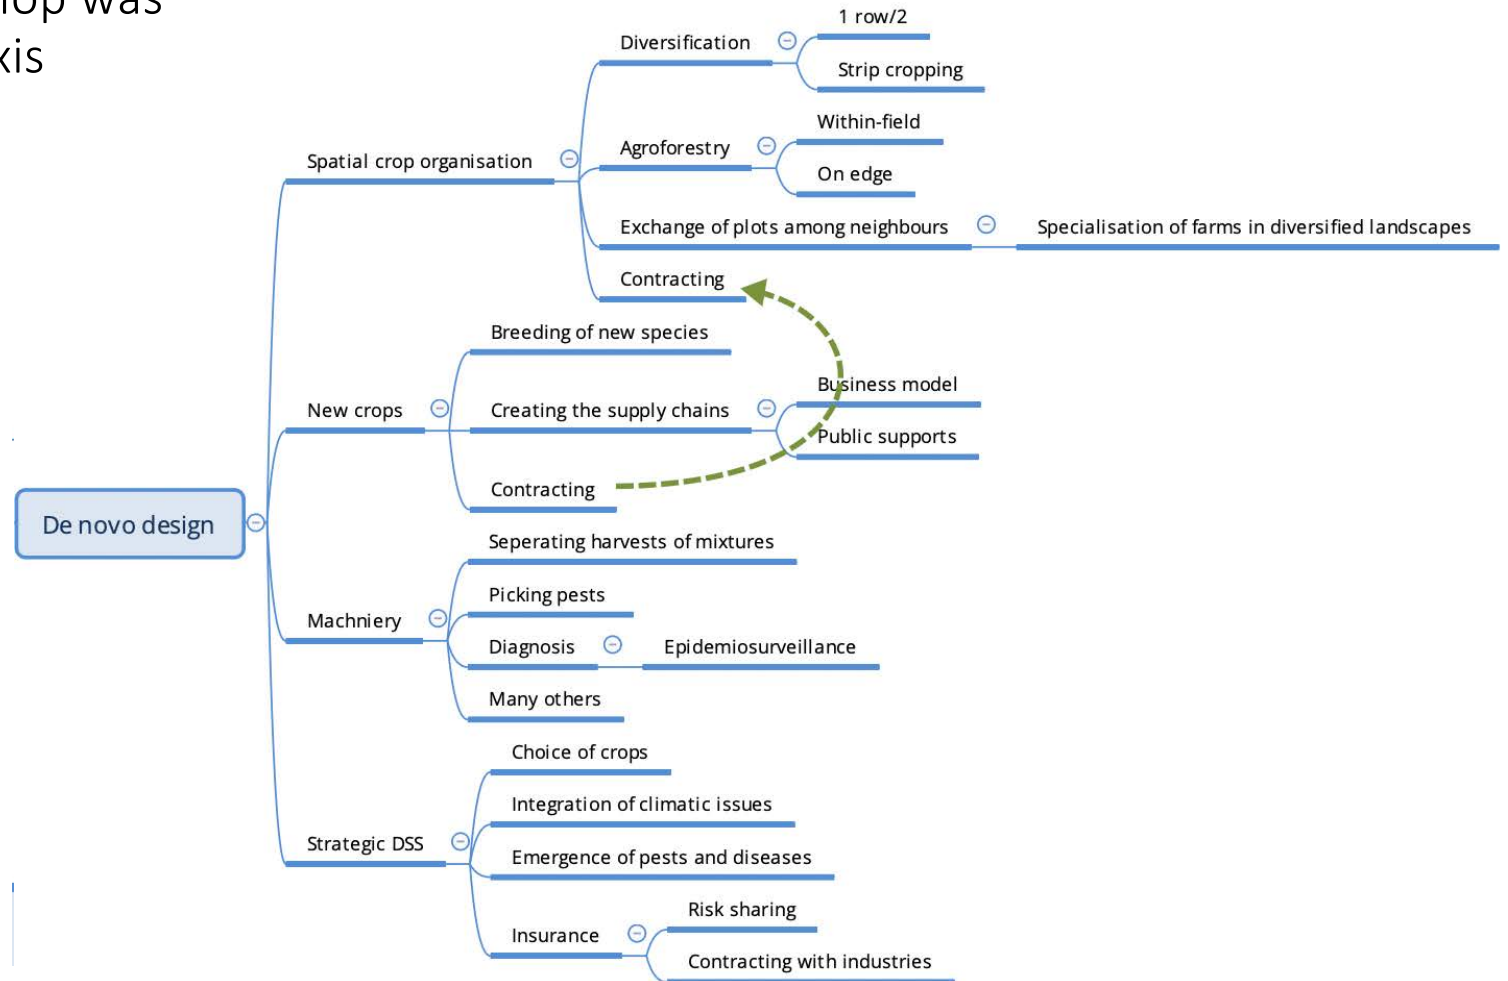 was
xis
1 row/2
Diversification
Strip cropping
Within-field
Agroforestry
On edge
Spatial crop organisation
Exchange of plots among neighbours
Specialisation of farms in diversified landscapes
Contracting
Breeding of new species
Business model
New crops
Creating the supply chains
Public supports
Contracting
De novo design
Seperating harvests of mixtures
Picking pests
Machniery
Diagnosis
Epidemiosurveillance
Many others
Choice of crops
Integration of climatic issues
Strategic DSS
Emergence of pests and diseases
Risk sharing
Insurance
Contracting with industries